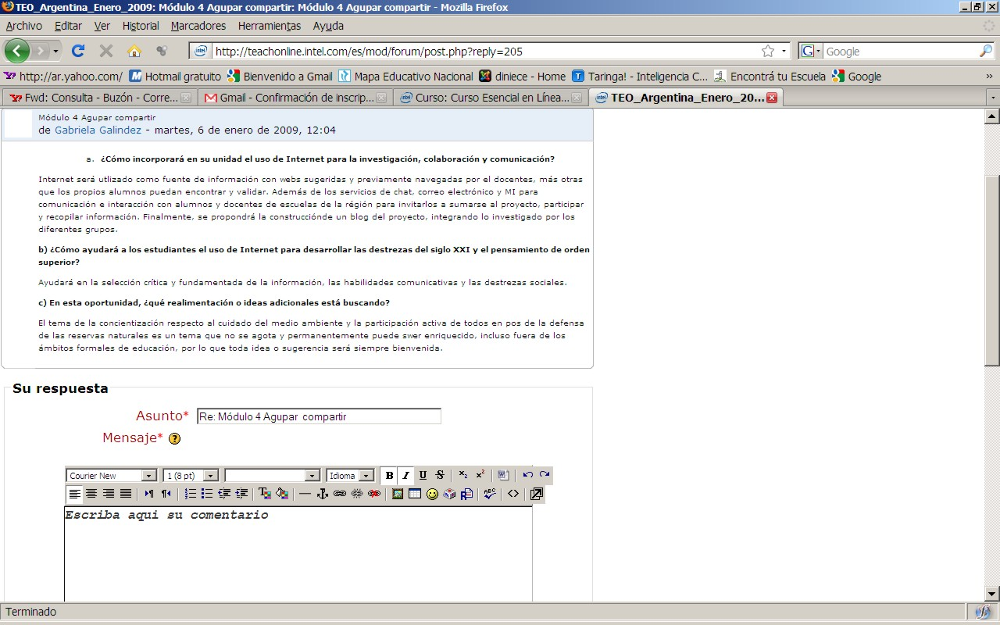 TEO_Argentina_Enero_2009: Módulo 4 Agupar compartir: Módulo 4 Agupar compartir - Mozilla Firefox
Archivo Editar Ver Historial Marcadores Herramientas Ayuda
http://teachonline.intel.com/es/mod/forum/post.php?reply=205 Google
http://ar.yahoo.com/ Hotmail gratuito Bienvenido a Gmail Mapa Educativo Nacional diniece - Home Taringa! - Inteligencia C... Encontrá tu Escuela Google
Fwd: Consulta - Buzón - Corre... Gmail - Confirmación de inscrip... Curso: Curso Esencial en Línea... TEO_Argentina_Enero_20...
Módulo 4 Agupar compartir
de Gabriela Galindez - martes, 6 de enero de 2009, 12:04
a. ¿Cómo incorporará en su unidad el uso de Internet para la investigación, colaboración y comunicación?
Internet será utlizado como fuente de información con webs sugeridas y previamente navegadas por el docentes, más otras
que los propios alumnos puedan encontrar y validar. Además de los servicios de chat, correo electrónico y MI para
comunicación e interacción con alumnos y docentes de escuelas de la région para invitarlos a sumarse al proyecto, participar
y recopilar información. Finalmente, se propondrá la construcciónde un blog del proyecto, integrando lo investigado por los
diferentes grupos.
b) ¿Cómo ayudará a los estudiantes el uso de Internet para desarrollar las destrezas del siglo XXI y el pensamiento de orden
superior?
Ayudará en la selección crítica y fundamentada de la información, las habilidades comunicativas y las destrezas sociales.
c) En esta oportunidad, ¿qué realimentación o ideas adicionales está buscando?
El tema de la concientización respecto al cuidado del medio ambiente y la participación activa de todos en pos de la defensa
de las reservas naturales es un tema que no se agota y permanentemente puede swer enriquecido, incluso fuera de los
ámbitos formales de educación, por lo que toda idea o sugerencia será siempre bienvenida.
Su respuesta
Asunto* Re: Módulo 4 Agupar compartir
Mensaje* ?
Courier New 1 (8 pt) Idioma B I U S x₂ x²
Escriba aqui su comentario
Terminado